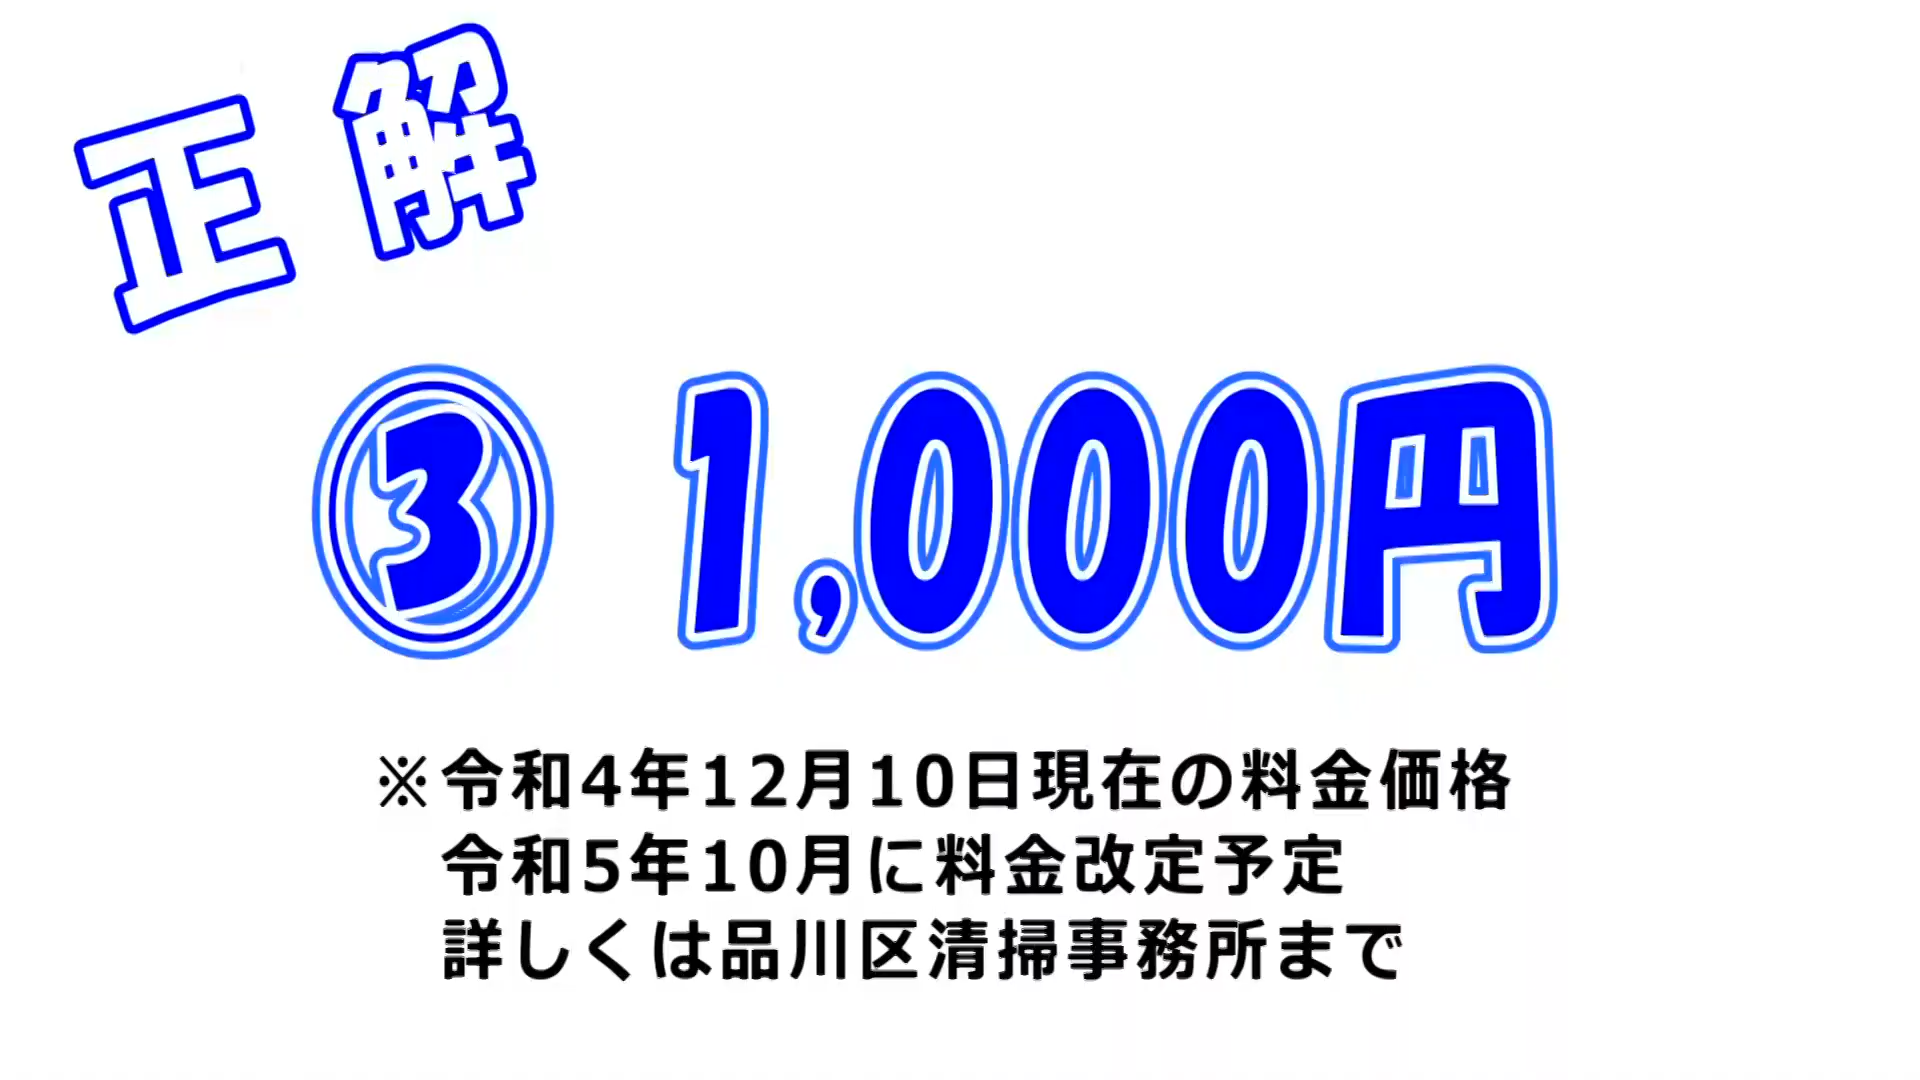 正解
③ 1,000円
※令和4年12月10日現在の料金価格
令和5年10月に料金改定予定
詳しくは品川区清掃事務所まで